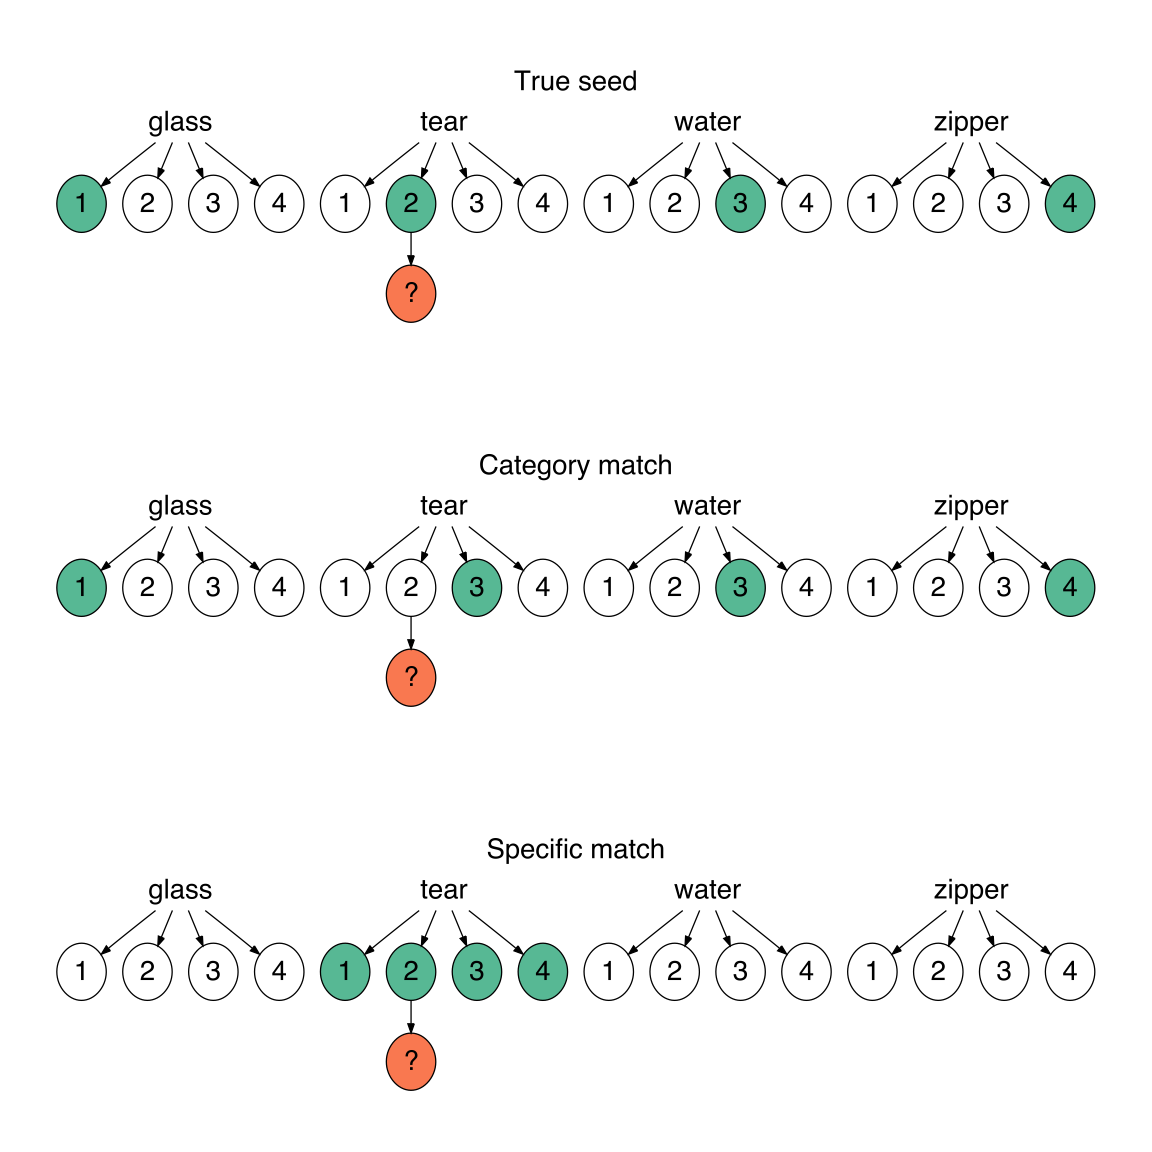 True seed
glass tear water zipper
1 2 3 4 1 2 3 4 1 2 3 4 1 2 3 4
?
Category match
glass tear water zipper
1 2 3 4 1 2 3 4 1 2 3 4 1 2 3 4
?
Specific match
glass tear water zipper
1 2 3 4 1 2 3 4 1 2 3 4 1 2 3 4
?